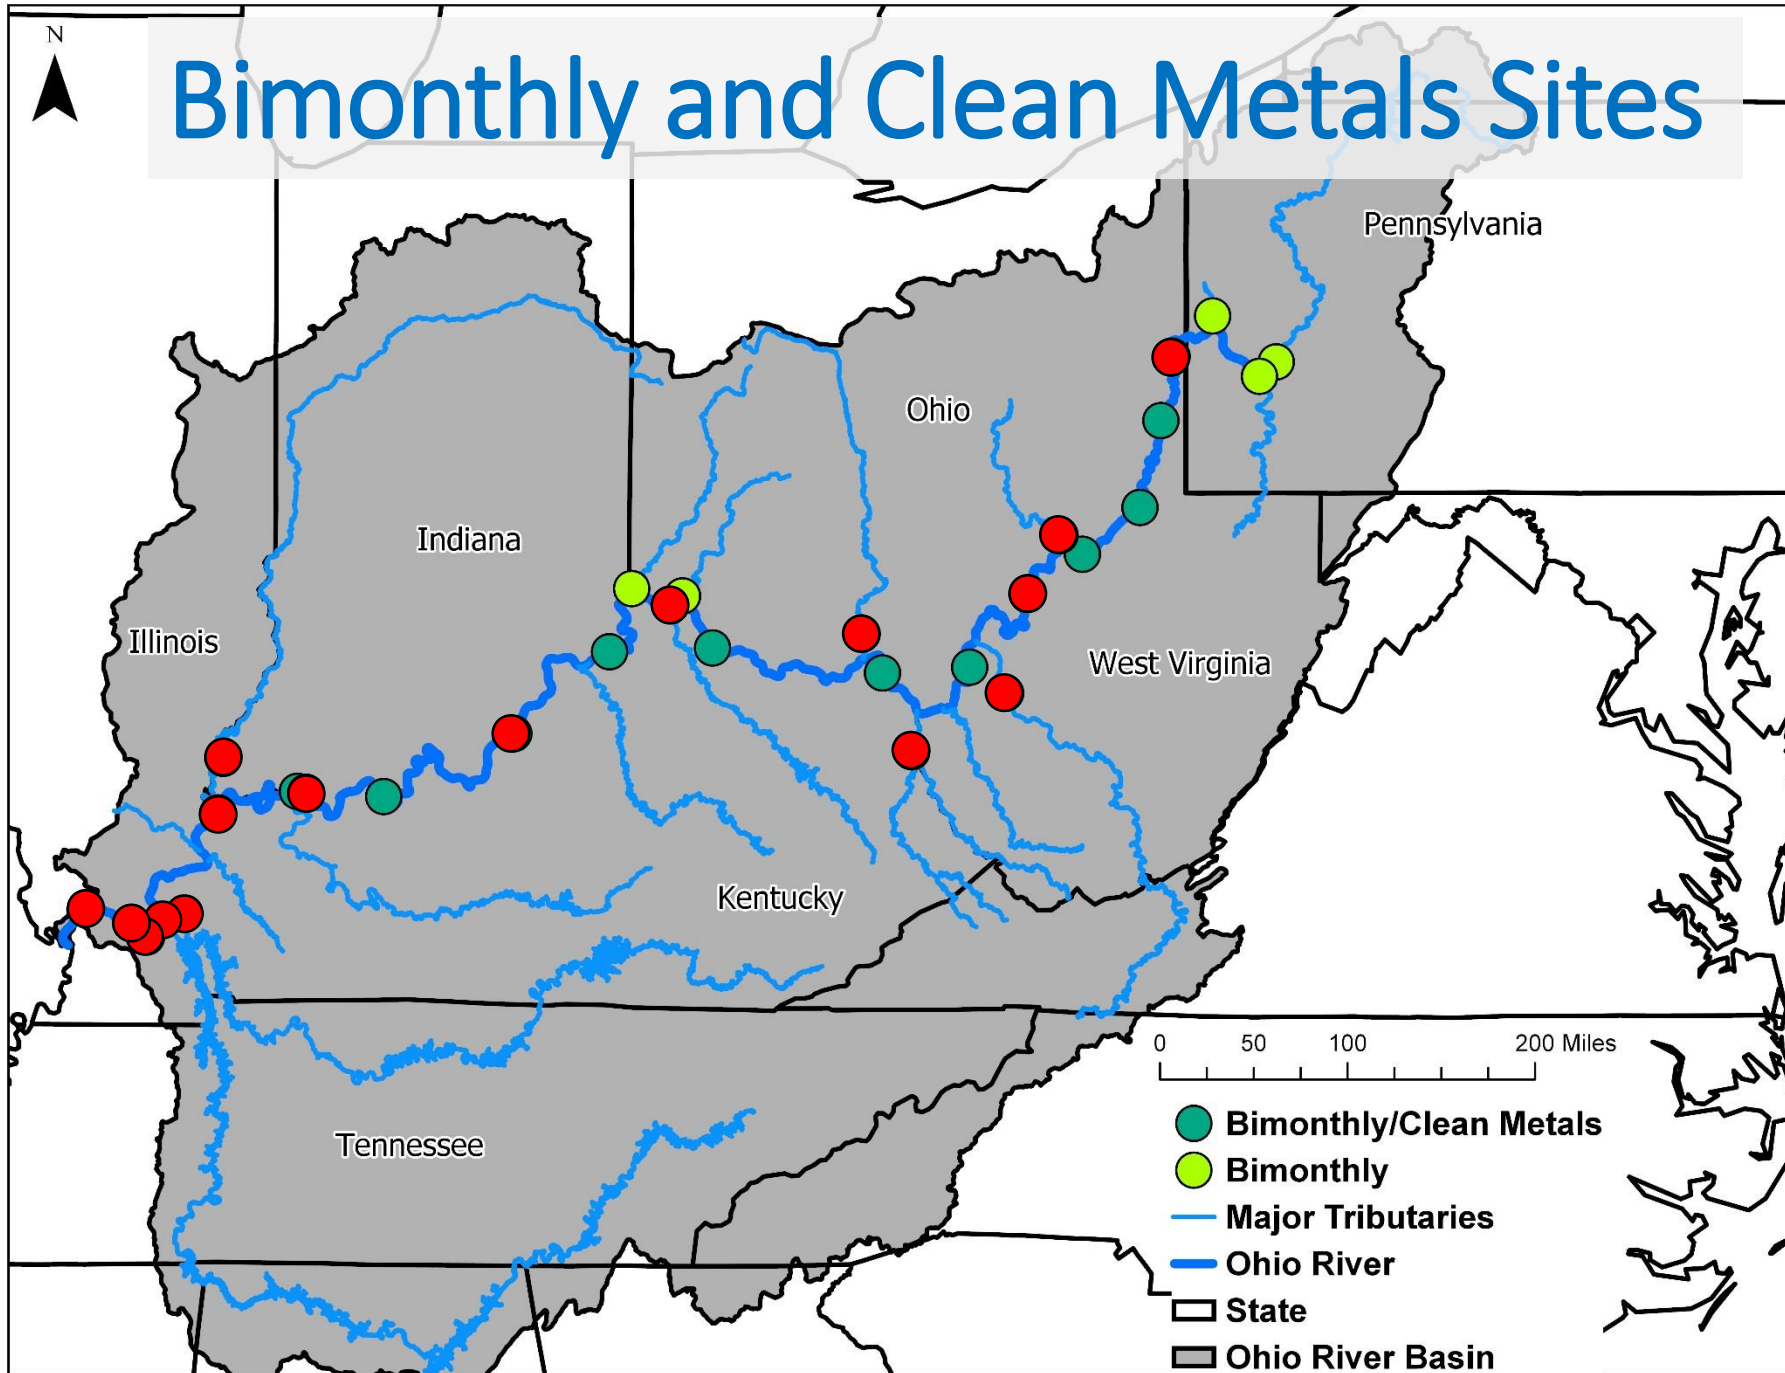 N
Bimonthly and Clean Metals Sites
Pennsylvania
Ohio
Indiana
Illinois
West Virginia
Kentucky
Tennessee
0 50 100 200 Miles
Bimonthly/Clean Metals
Bimonthly
Major Tributaries
Ohio River
State
Ohio River Basin